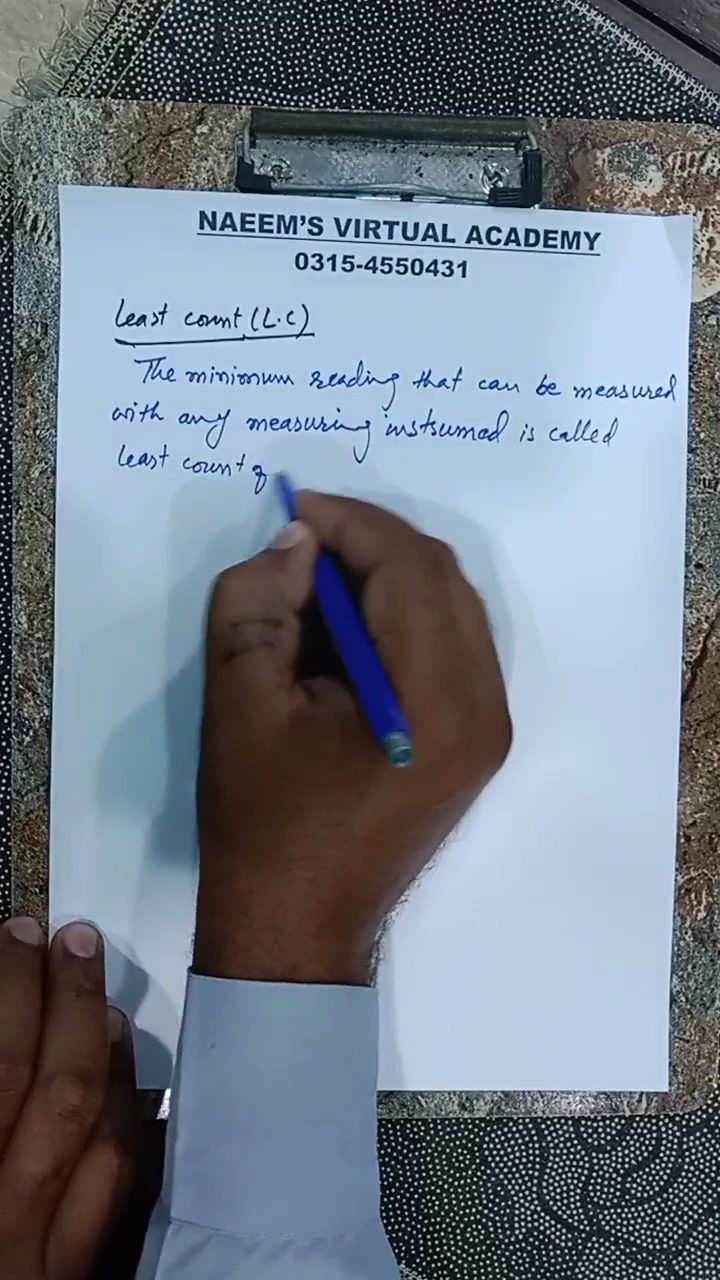 NAEEM'S VIRTUAL ACADEMY
0315-4550431
Least count (L.C)
The minimum reading that can be measured
with any measuring instsumad is called
least count of